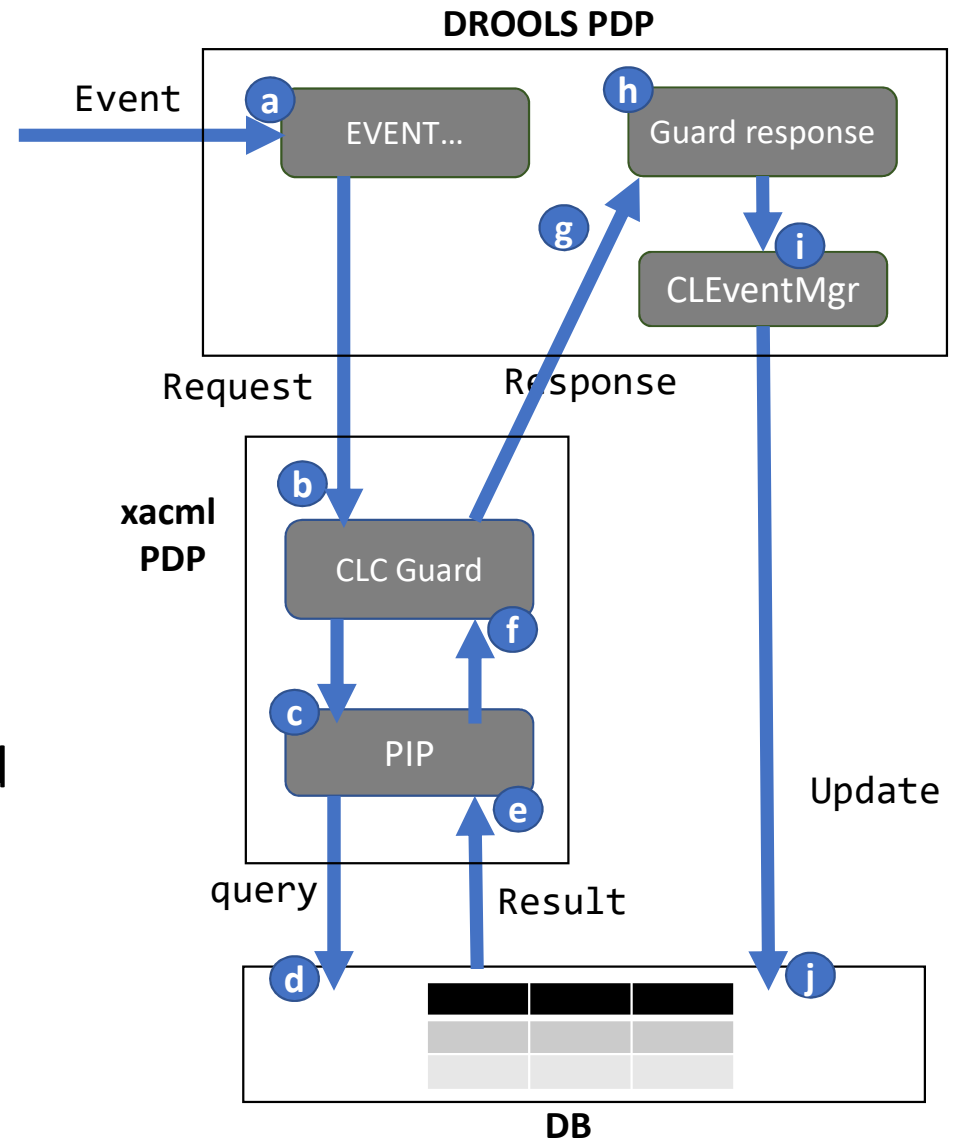 DROOLS PDP
Event
a
EVENT...
h
Guard response
g
i
CLEventMgr
Request
Response
b
xacml
PDP
CLC Guard
f
c
PIP
e
Update
query
Result
d
j
DB